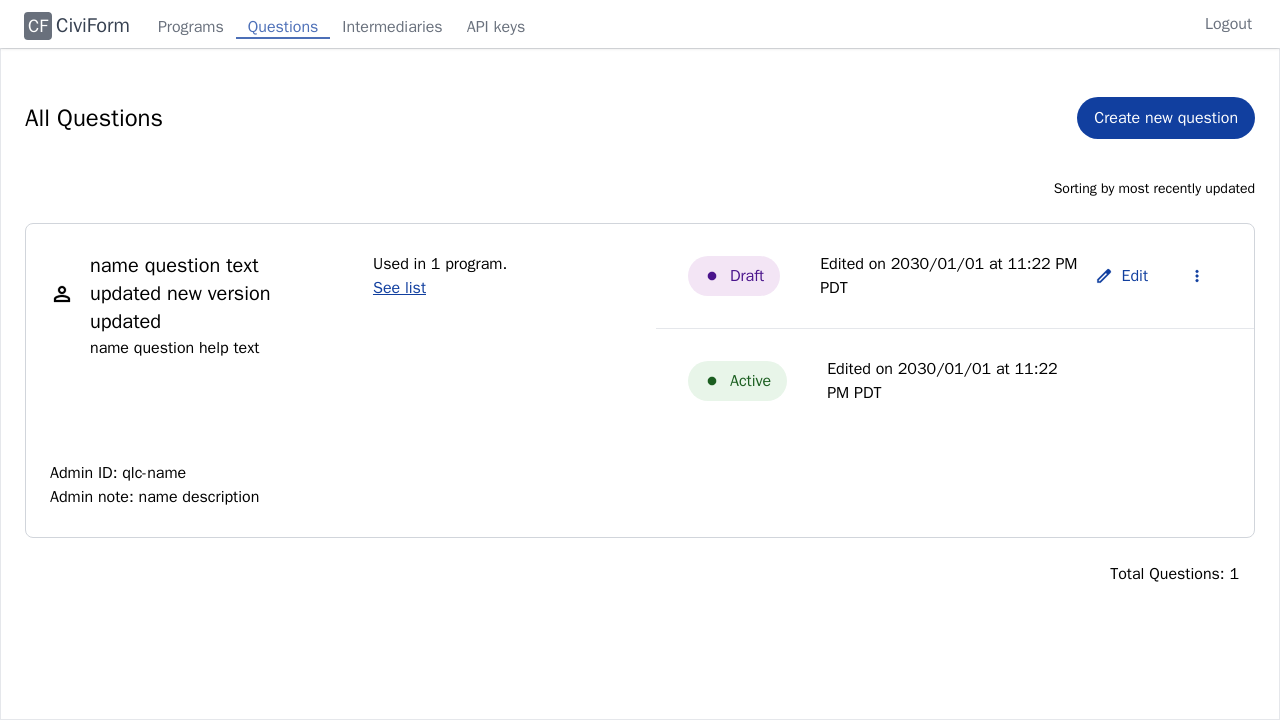 CF CiviForm Programs Questions Intermediaries API keys Logout
All Questions
Create new question
Sorting by most recently updated
name question text
updated new version
updated
name question help text
Used in 1 program.
See list
Draft
Edited on 2030/01/01 at 11:22 PM
PDT
Edit
Active
Edited on 2030/01/01 at 11:22
PM PDT
Admin ID: qlc-name
Admin note: name description
Total Questions: 1